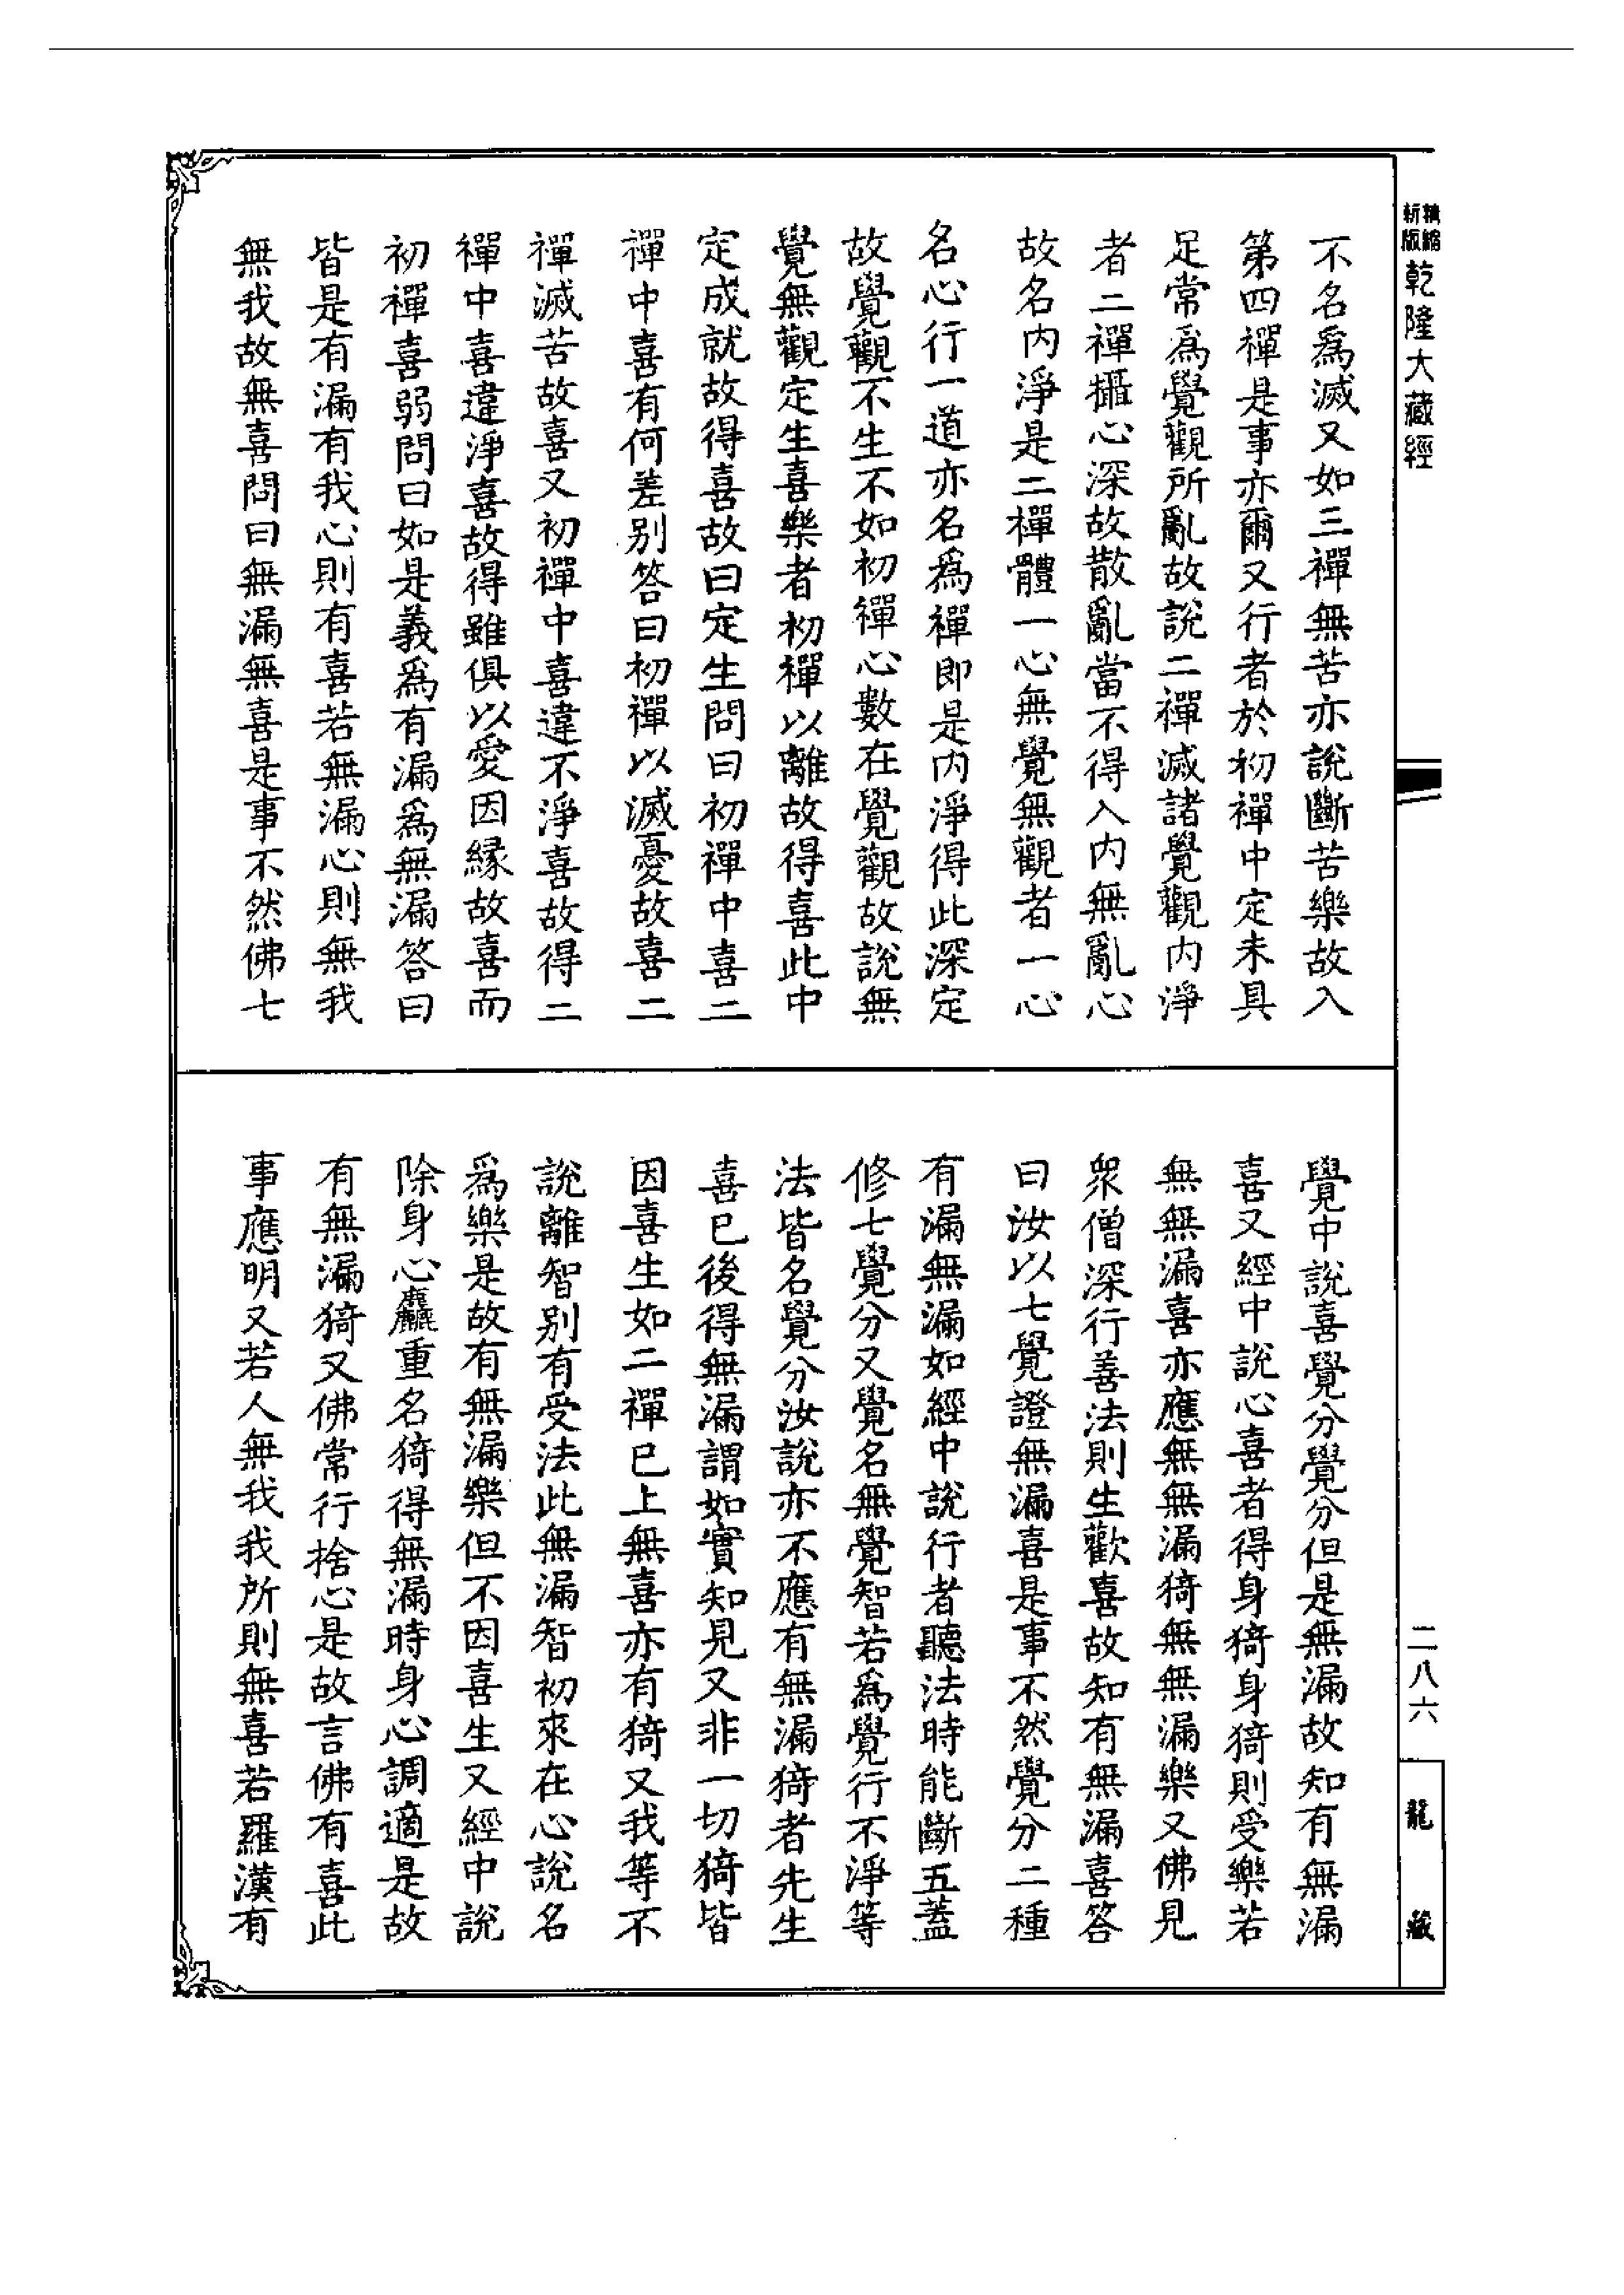 精縮
新版
乾隆大藏經
不名爲滅又如三禪無苦亦說斷苦樂故入
第四禪是事亦爾又行者於初禪中定未具
足常爲覺觀所亂故說二禪滅諸覺觀內淨
者二禪攝心深故散亂當不得入內無亂心
故名內淨是二禪體一心無覺無觀者一心
名心行一道亦名爲禪即是內淨得此深定
故覺觀不生不如初禪心數在覺觀故說無
覺無觀定生喜樂者初禪以離故得喜此中
定成就故得喜故曰定生問曰初禪中喜二
禪中喜有何差别答曰初禪以滅憂故喜二
禪滅苦故喜又初禪中喜違不淨喜故得二
禪中喜違淨喜故得雖俱以愛因緣故喜而
初禪喜弱問曰如是義爲有漏爲無漏答曰
皆是有漏有我心則有喜若無漏心則無我
無我故無喜問曰無漏無喜是事不然佛七
覺中說喜覺分覺分但是無漏故知有無漏
喜又經中說心喜者得身猗身猗則受樂若
無無漏喜亦應無無漏猗無無漏樂又佛見
衆僧深行善法則生歡喜故知有無漏喜答
曰汝以七覺證無漏喜是事不然覺分二種
有漏無漏如經中說行者聽法時能斷五蓋
修七覺分又覺名無覺智若爲覺行不淨等
法皆名覺分汝說亦不應有無漏猗者先生
喜已後得無漏謂如實知見又非一切猗皆
因喜生如二禪已上無喜亦有猗又我等不
說離智别有受法此無漏智初來在心說名
爲樂是故有無漏樂但不因喜生又經中說
除身心麤重名猗得無漏時身心調適是故
有無漏猗又佛常行捨心是故言佛有喜此
事應明又若人無我我所則無喜若羅漢有
二八六
龍藏